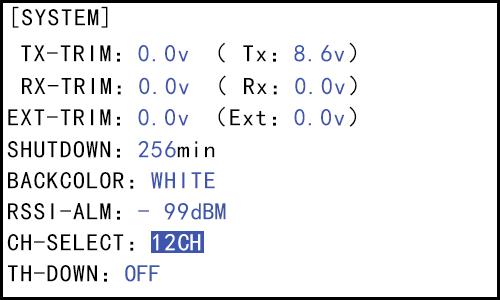 [SYSTEM]
TX-TRIM: 0.0v ( Tx: 8.6v)
RX-TRIM: 0.0v ( Rx: 0.0v)
EXT-TRIM: 0.0v (Ext: 0.0v)
SHUTDOWN: 256min
BACKCOLOR: WHITE
RSSI-ALM: - 99dBM
CH-SELECT: 12CH
TH-DOWN: OFF